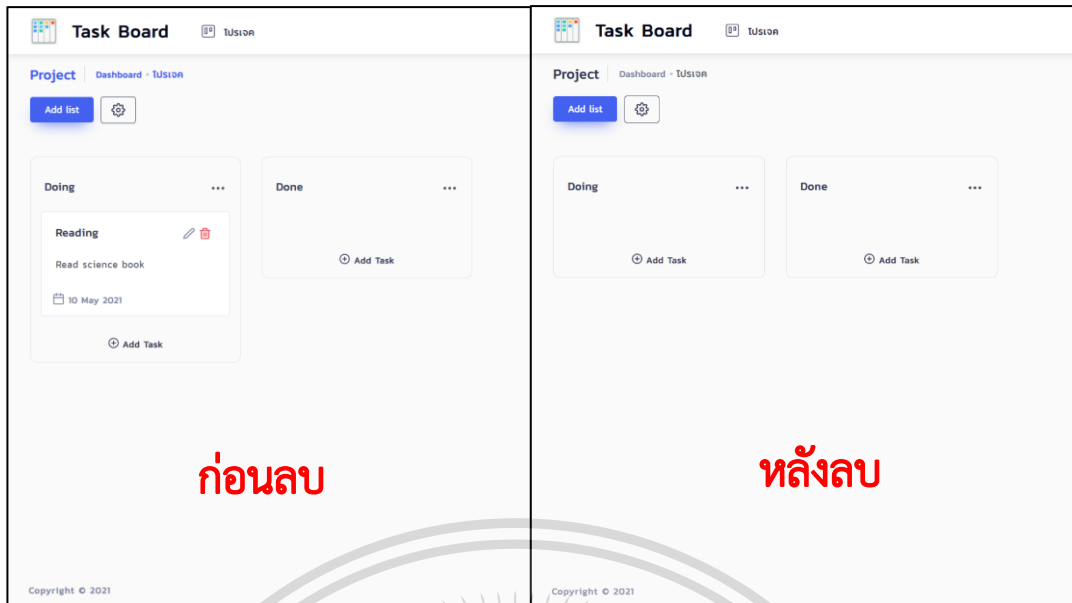 Task Board โปรเจค
Project Dashboard - โปรเจค
Add list
Doing ...
Reading
Read science book
10 May 2021
Add Task
Done ...
Add Task
ก่อนลบ
Copyright © 2021
Task Board โปรเจค
Project Dashboard - โปรเจค
Add list
Doing ...
Add Task
Done ...
Add Task
หลังลบ
Copyright © 2021